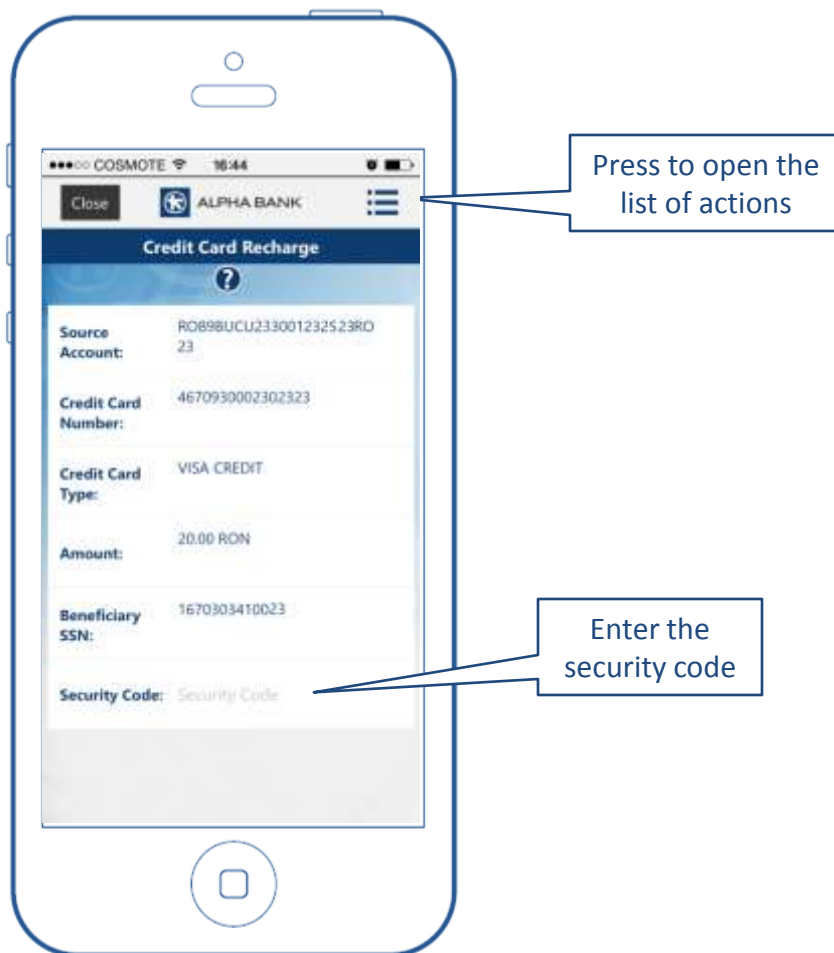 COSMOTE 16:44
Close ALPHA BANK
Press to open the
list of actions
Credit Card Recharge
?
Source
Account:
RO89BUCU233001232523RO
23
Credit Card
Number:
4670930002302323
Credit Card
Type:
VISA CREDIT
Amount:
20.00 RON
Beneficiary
SSN:
1670303410023
Enter the
security code
Security Code: Security Code